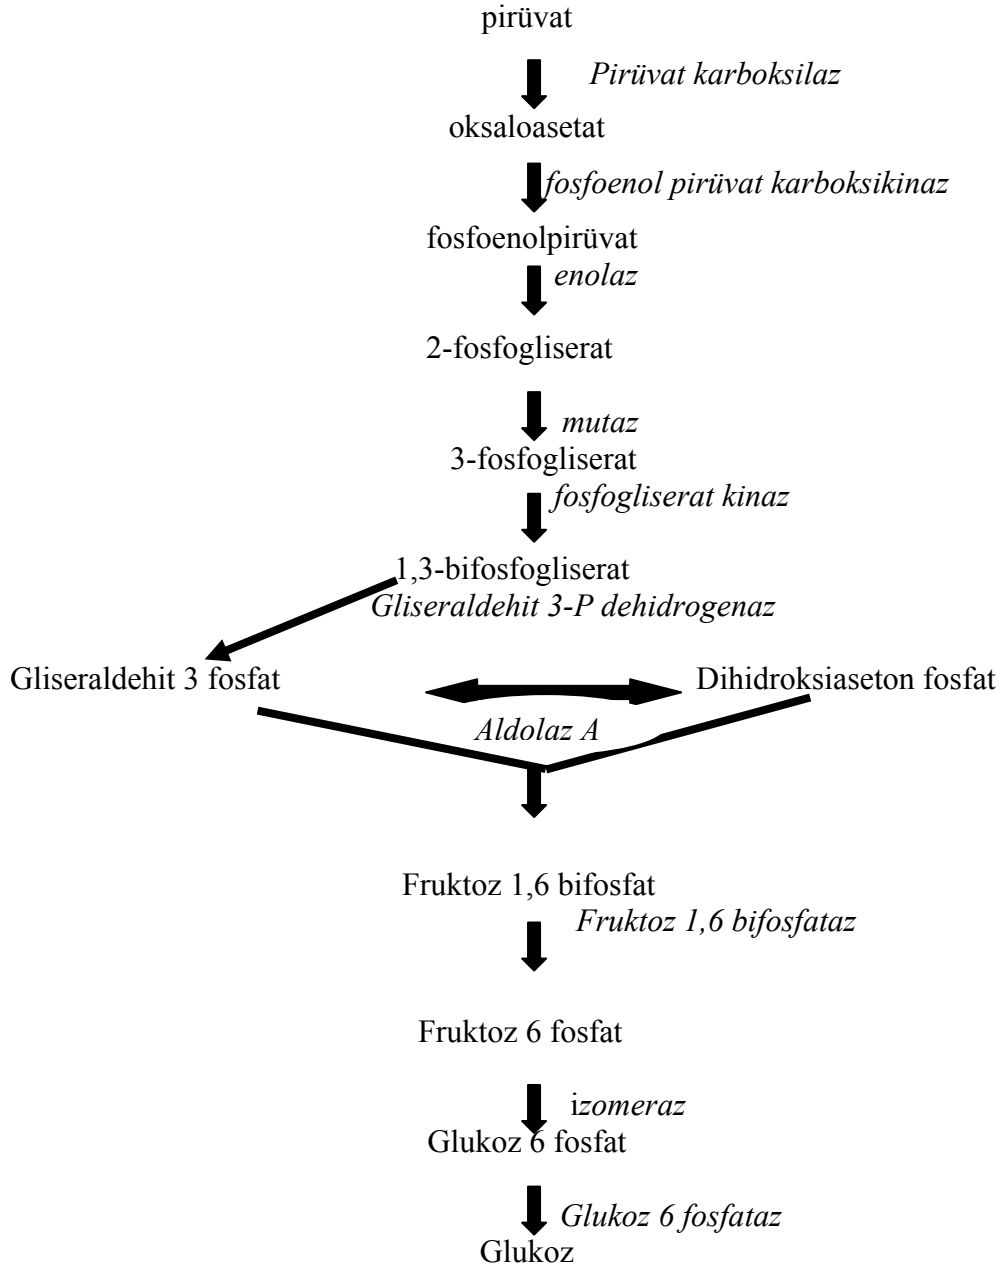 pirüvat
Pirüvat karboksilaz
oksaloasetat
fosfoenol pirüvat karboksikinaz
fosfoenolpirüvat
enolaz
2-fosfogliserat
mutaz
3-fosfogliserat
fosfogliserat kinaz
1,3-bifosfogliserat
Gliseraldehit 3-P dehidrogenaz
Gliseraldehit 3 fosfat
Dihidroksiaseton fosfat
Aldolaz A
Fruktoz 1,6 bifosfat
Fruktoz 1,6 bifosfataz
Fruktoz 6 fosfat
izomeraz
Glukoz 6 fosfat
Glukoz 6 fosfataz
Glukoz